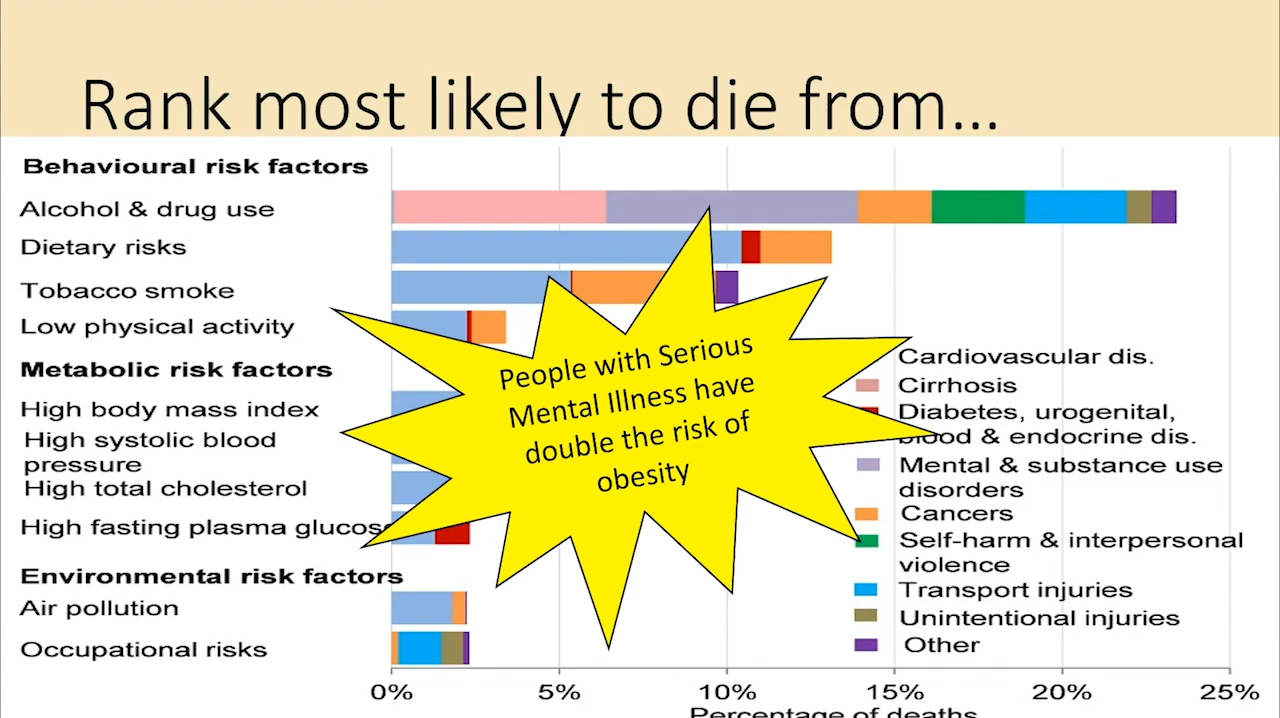 Rank most likely to die from...
Behavioural risk factors
Alcohol & drug use
Dietary risks
Tobacco smoke
Low physical activity
Metabolic risk factors
High body mass index
High systolic blood
pressure
High total cholesterol
High fasting plasma glucose
Environmental risk factors
Air pollution
Occupational risks
People with Serious
Mental Illness have
double the risk of
obesity
Cardiovascular dis.
Cirrhosis
Diabetes, urogenital,
blood & endocrine dis.
Mental & substance use
disorders
Cancers
Self-harm & interpersonal
violence
Transport injuries
Unintentional injuries
Other
0% 5% 10% 15% 20% 25%
Percentage of deaths